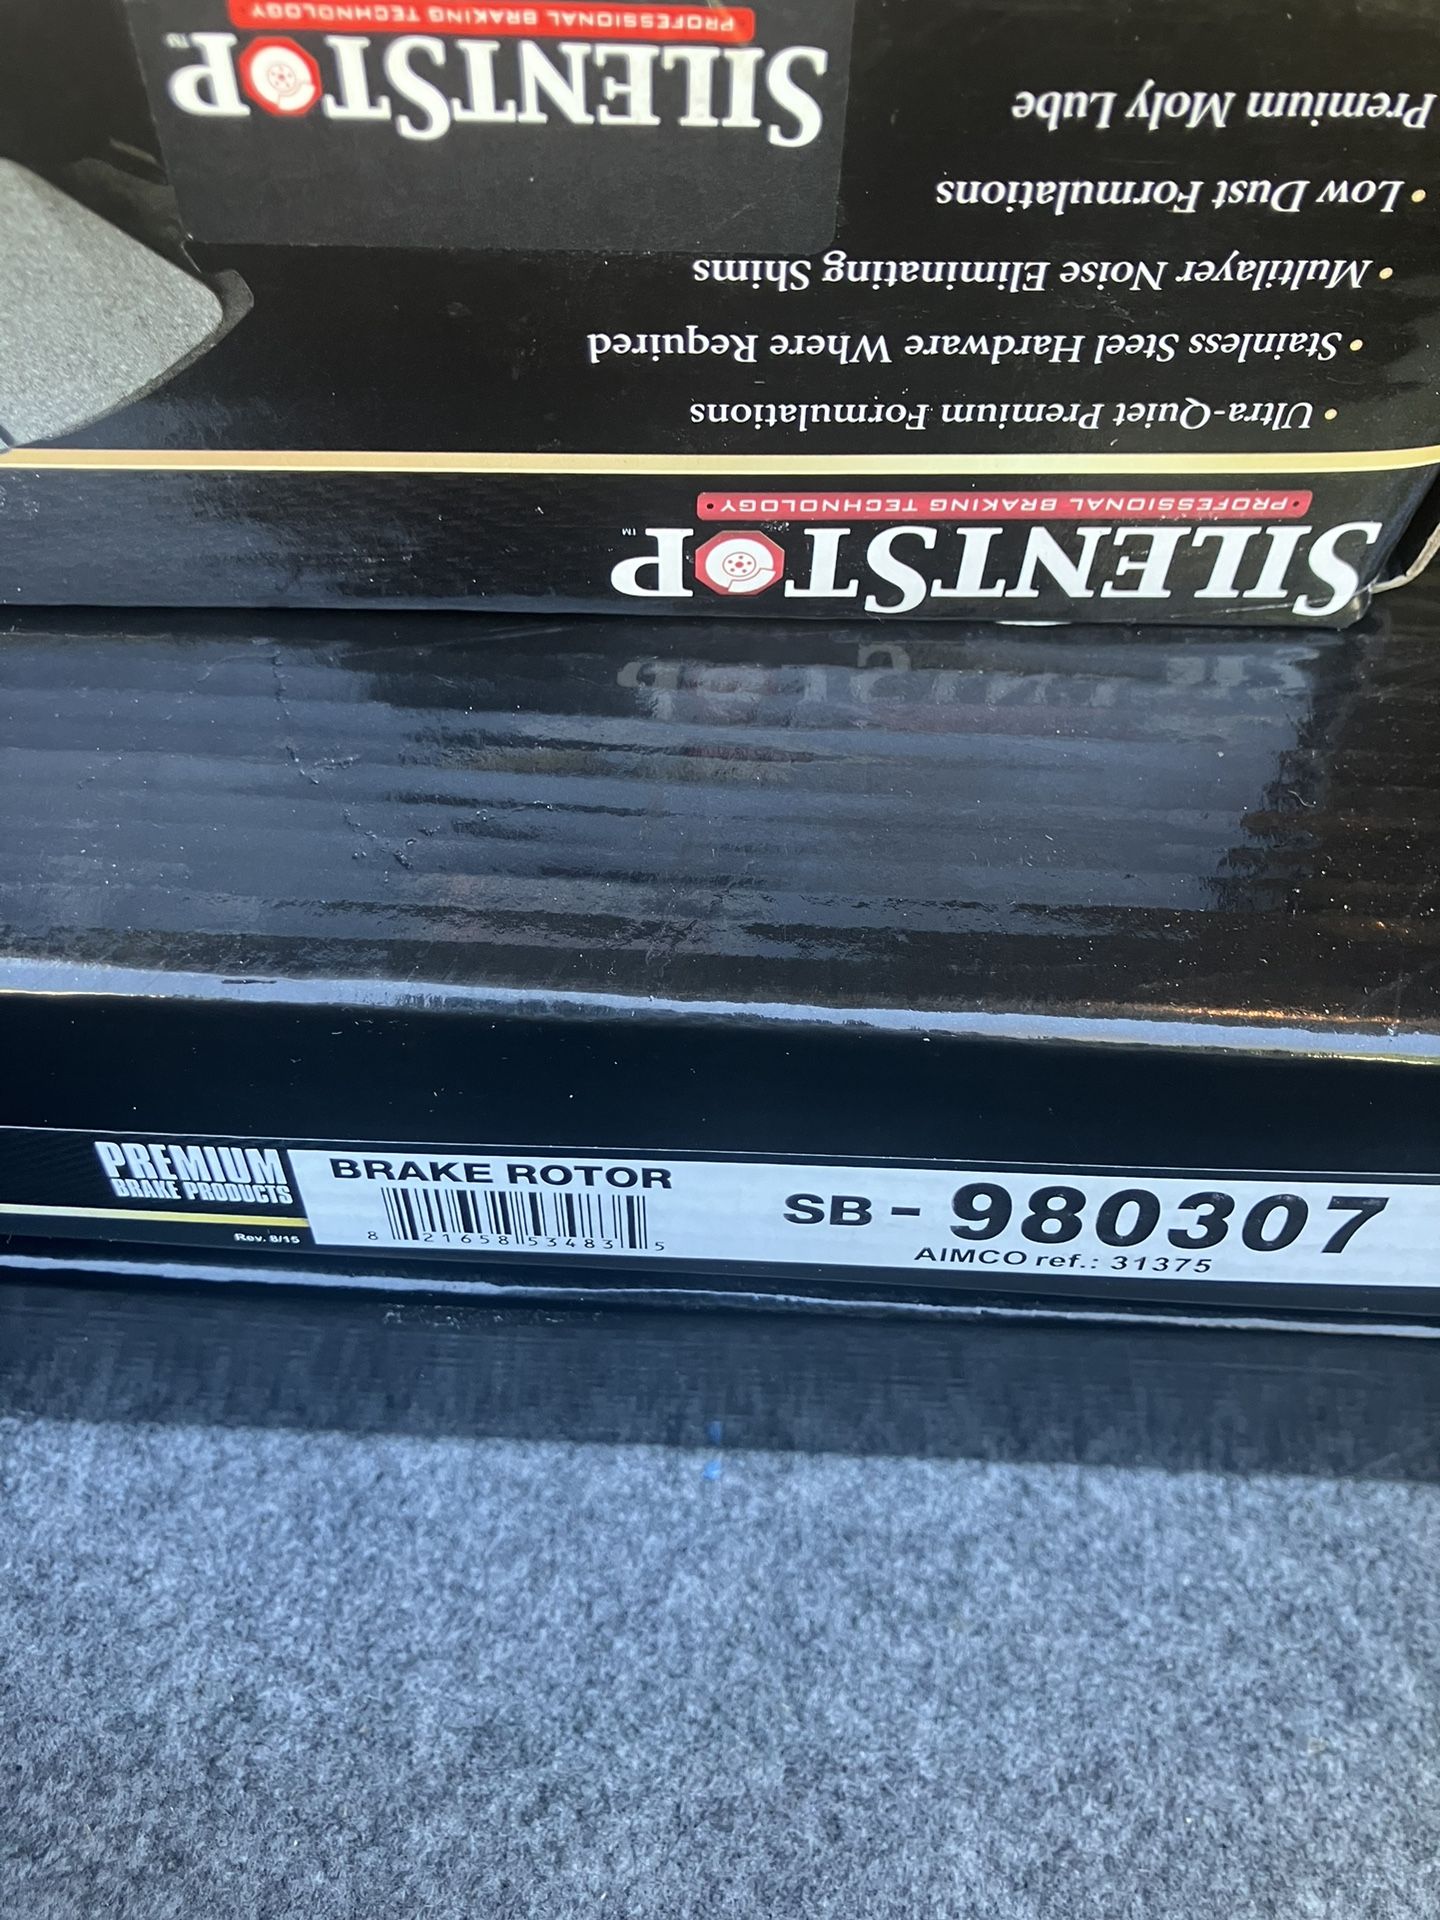 SILENTSTOP™
PROFESSIONAL BRAKING TECHNOLOGY
• Ultra-Quiet Premium Formulations
• Stainless Steel Hardware Where Required
• Multilayer Noise Eliminating Shims
• Low Dust Formulations
Premium Moly Lube
SILENTSTOP™
PROFESSIONAL BRAKING TECHNOLOGY
PREMIUM
BRAKE PRODUCTS
Rev. 8/15
BRAKE ROTOR
8 21658 53483 5
SB - 980307
AIMCO ref.: 31375